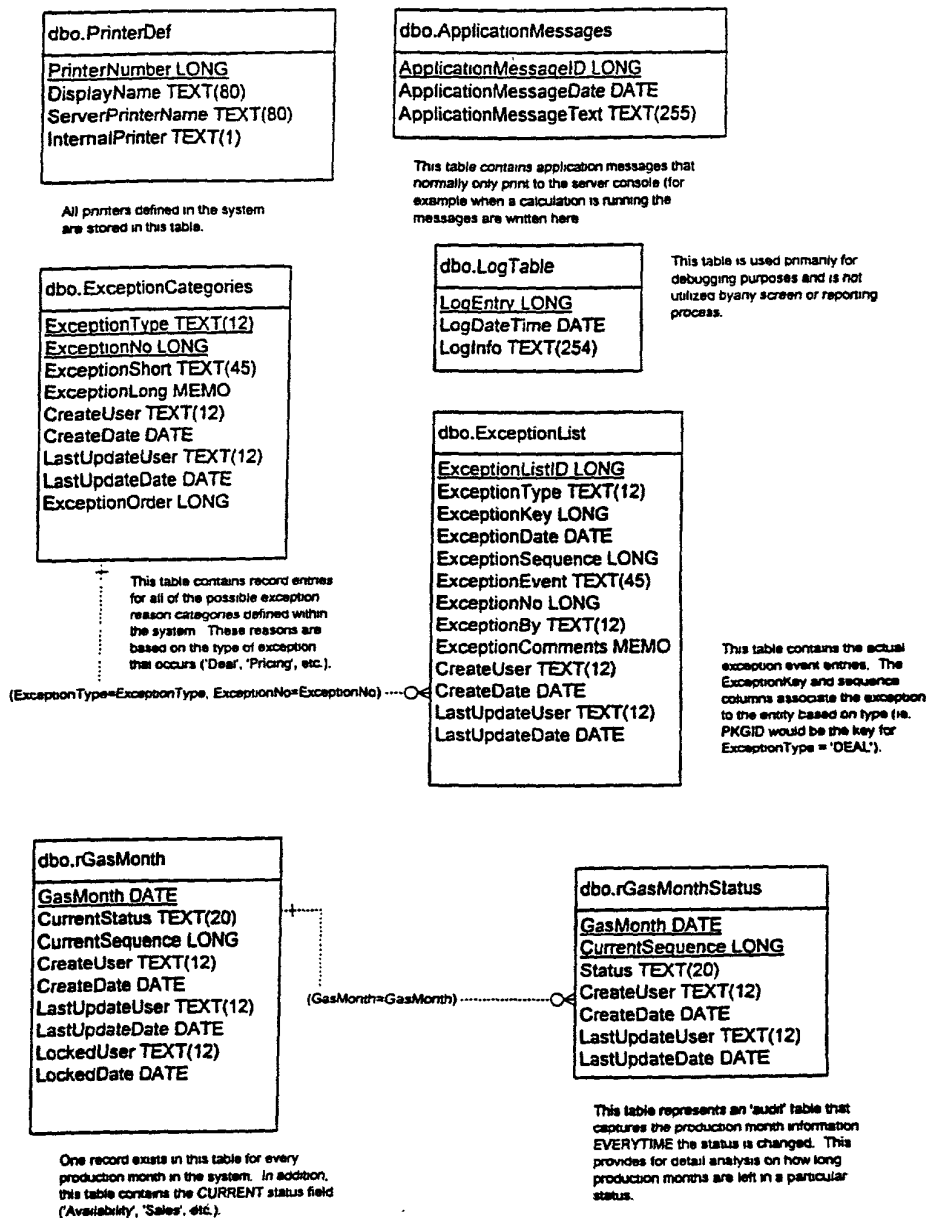 dbo.PrinterDef
PrinterNumber LONG
DisplayName TEXT(80)
ServerPrinterName TEXT(80)
InternalPrinter TEXT(1)
All printers defined in the system
are stored in this table.
dbo.ApplicationMessages
ApplicationMessageID LONG
ApplicationMessageDate DATE
ApplicationMessageText TEXT(255)
This table contains application messages that
normally only print to the server console (for
example when a calculation is running the
messages are written here
dbo.LogTable
LogEntry LONG
LogDateTime DATE
LogInfo TEXT(254)
This table is used primarily for
debugging purposes and is not
utilized byany screen or reporting
process.
dbo.ExceptionCategories
ExceptionType TEXT(12)
ExceptionNo LONG
ExceptionShort TEXT(45)
ExceptionLong MEMO
CreateUser TEXT(12)
CreateDate DATE
LastUpdateUser TEXT(12)
LastUpdateDate DATE
ExceptionOrder LONG
This table contains record entries
for all of the possible exception
reason categories defined within
the system These reasons are
based on the type of exception
that occurs ('Deal', 'Pricing', etc.).
(ExceptionType=ExceptionType, ExceptionNo=ExceptionNo)
dbo.ExceptionList
ExceptionListID LONG
ExceptionType TEXT(12)
ExceptionKey LONG
ExceptionDate DATE
ExceptionSequence LONG
ExceptionEvent TEXT(45)
ExceptionNo LONG
ExceptionBy TEXT(12)
ExceptionComments MEMO
CreateUser TEXT(12)
CreateDate DATE
LastUpdateUser TEXT(12)
LastUpdateDate DATE
This table contains the actual
exception event entries. The
ExceptionKey and sequence
columns associate the exception
to the entity based on type (ie.
PKGID would be the key for
ExceptionType = 'DEAL').
dbo.rGasMonth
GasMonth DATE
CurrentStatus TEXT(20)
CurrentSequence LONG
CreateUser TEXT(12)
CreateDate DATE
LastUpdateUser TEXT(12)
LastUpdateDate DATE
LockedUser TEXT(12)
LockedDate DATE
One record exists in this table for every
production month in the system. In addition,
this table contains the CURRENT status field
('Availability', 'Sales', etc.).
(GasMonth=GasMonth)
dbo.rGasMonthStatus
GasMonth DATE
CurrentSequence LONG
Status TEXT(20)
CreateUser TEXT(12)
CreateDate DATE
LastUpdateUser TEXT(12)
LastUpdateDate DATE
This table represents an 'audit' table that
captures the production month information
EVERYTIME the status is changed. This
provides for detail analysis on how long
production months are left in a particular
status.